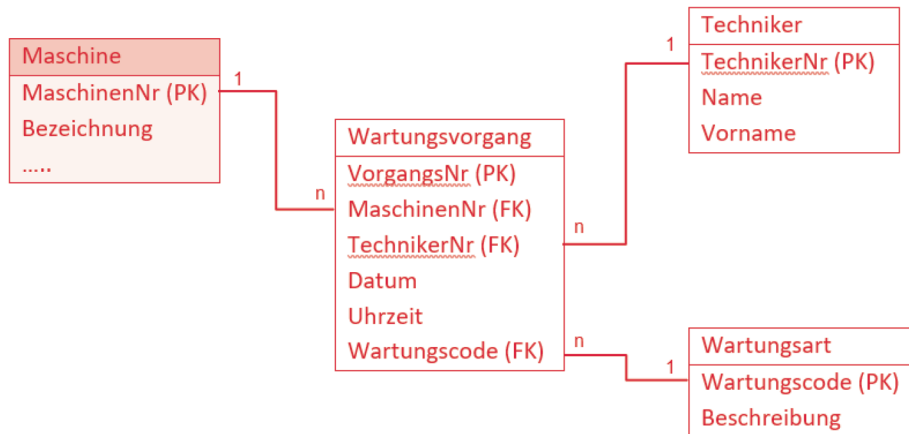 Maschine
MaschinenNr (PK)
Bezeichnung
.....
1
n
Wartungsvorgang
VorgangsNr (PK)
MaschinenNr (FK)
TechnikerNr (FK)
Datum
Uhrzeit
Wartungscode (FK)
n
1
Techniker
TechnikerNr (PK)
Name
Vorname
n
1
Wartungsart
Wartungscode (PK)
Beschreibung